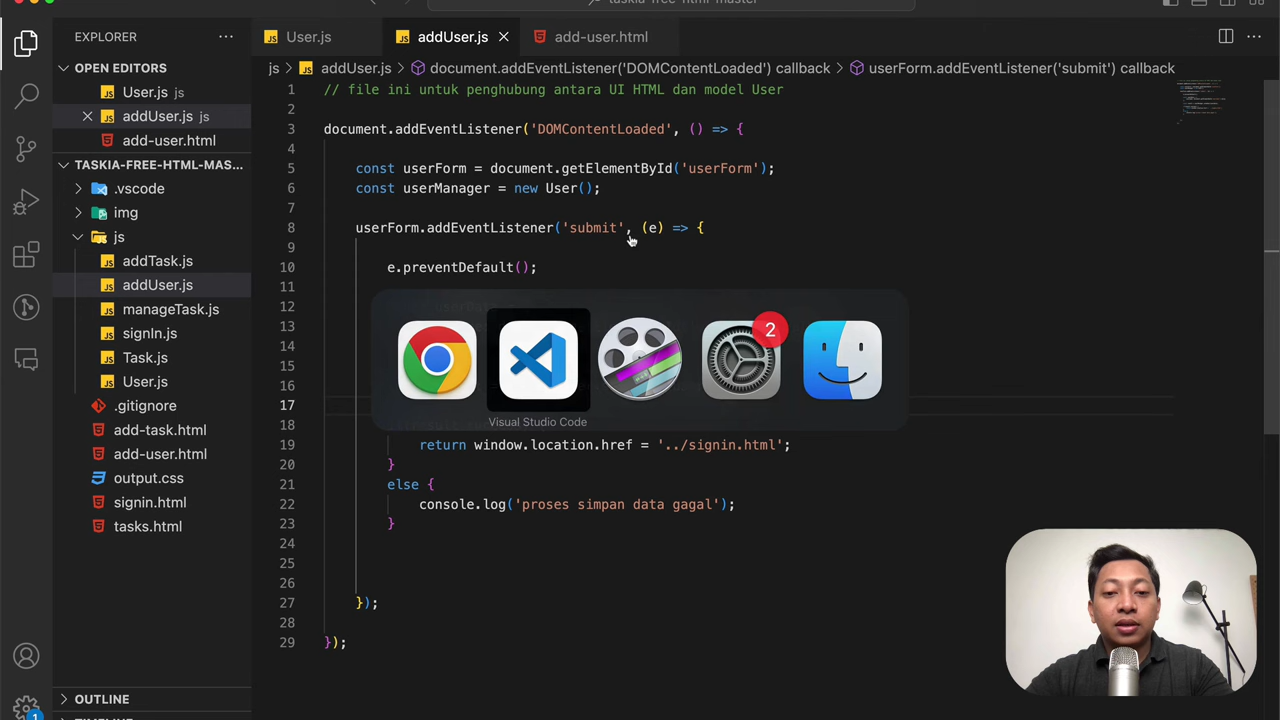 taskia-free-html-master
EXPLORER
User.js
addUser.js
add-user.html
OPEN EDITORS
js
addUser.js
document.addEventListener('DOMContentLoaded') callback
userForm.addEventListener('submit') callback
User.js js
addUser.js js
add-user.html
TASKIA-FREE-HTML-MAS...
.vscode
img
js
addTask.js
addUser.js
manageTask.js
signIn.js
Task.js
User.js
.gitignore
add-task.html
add-user.html
output.css
signin.html
tasks.html
OUTLINE
1 // file ini untuk penghubung antara UI HTML dan model User
2
3 document.addEventListener('DOMContentLoaded', () => {
4
5 const userForm = document.getElementById('userForm');
6 const userManager = new User();
7
8 userForm.addEventListener('submit', (e) => {
9
10 e.preventDefault();
11
12
13
14
15
16
17
18
19 return window.location.href = '../signin.html';
20 }
21 else {
22 console.log('proses simpan data gagal');
23 }
24
25
26
27 });
28
29 });
2
Visual Studio Code
1